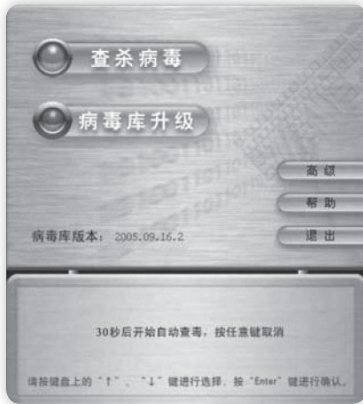 查杀病毒
病毒库升级
高级
帮助
病毒库版本： 2005.09.16.2
退出
30秒后开始自动查毒，按任意键取消
请按键盘上的“↑”、“↓”键进行选择，按“Enter”键进行确认。